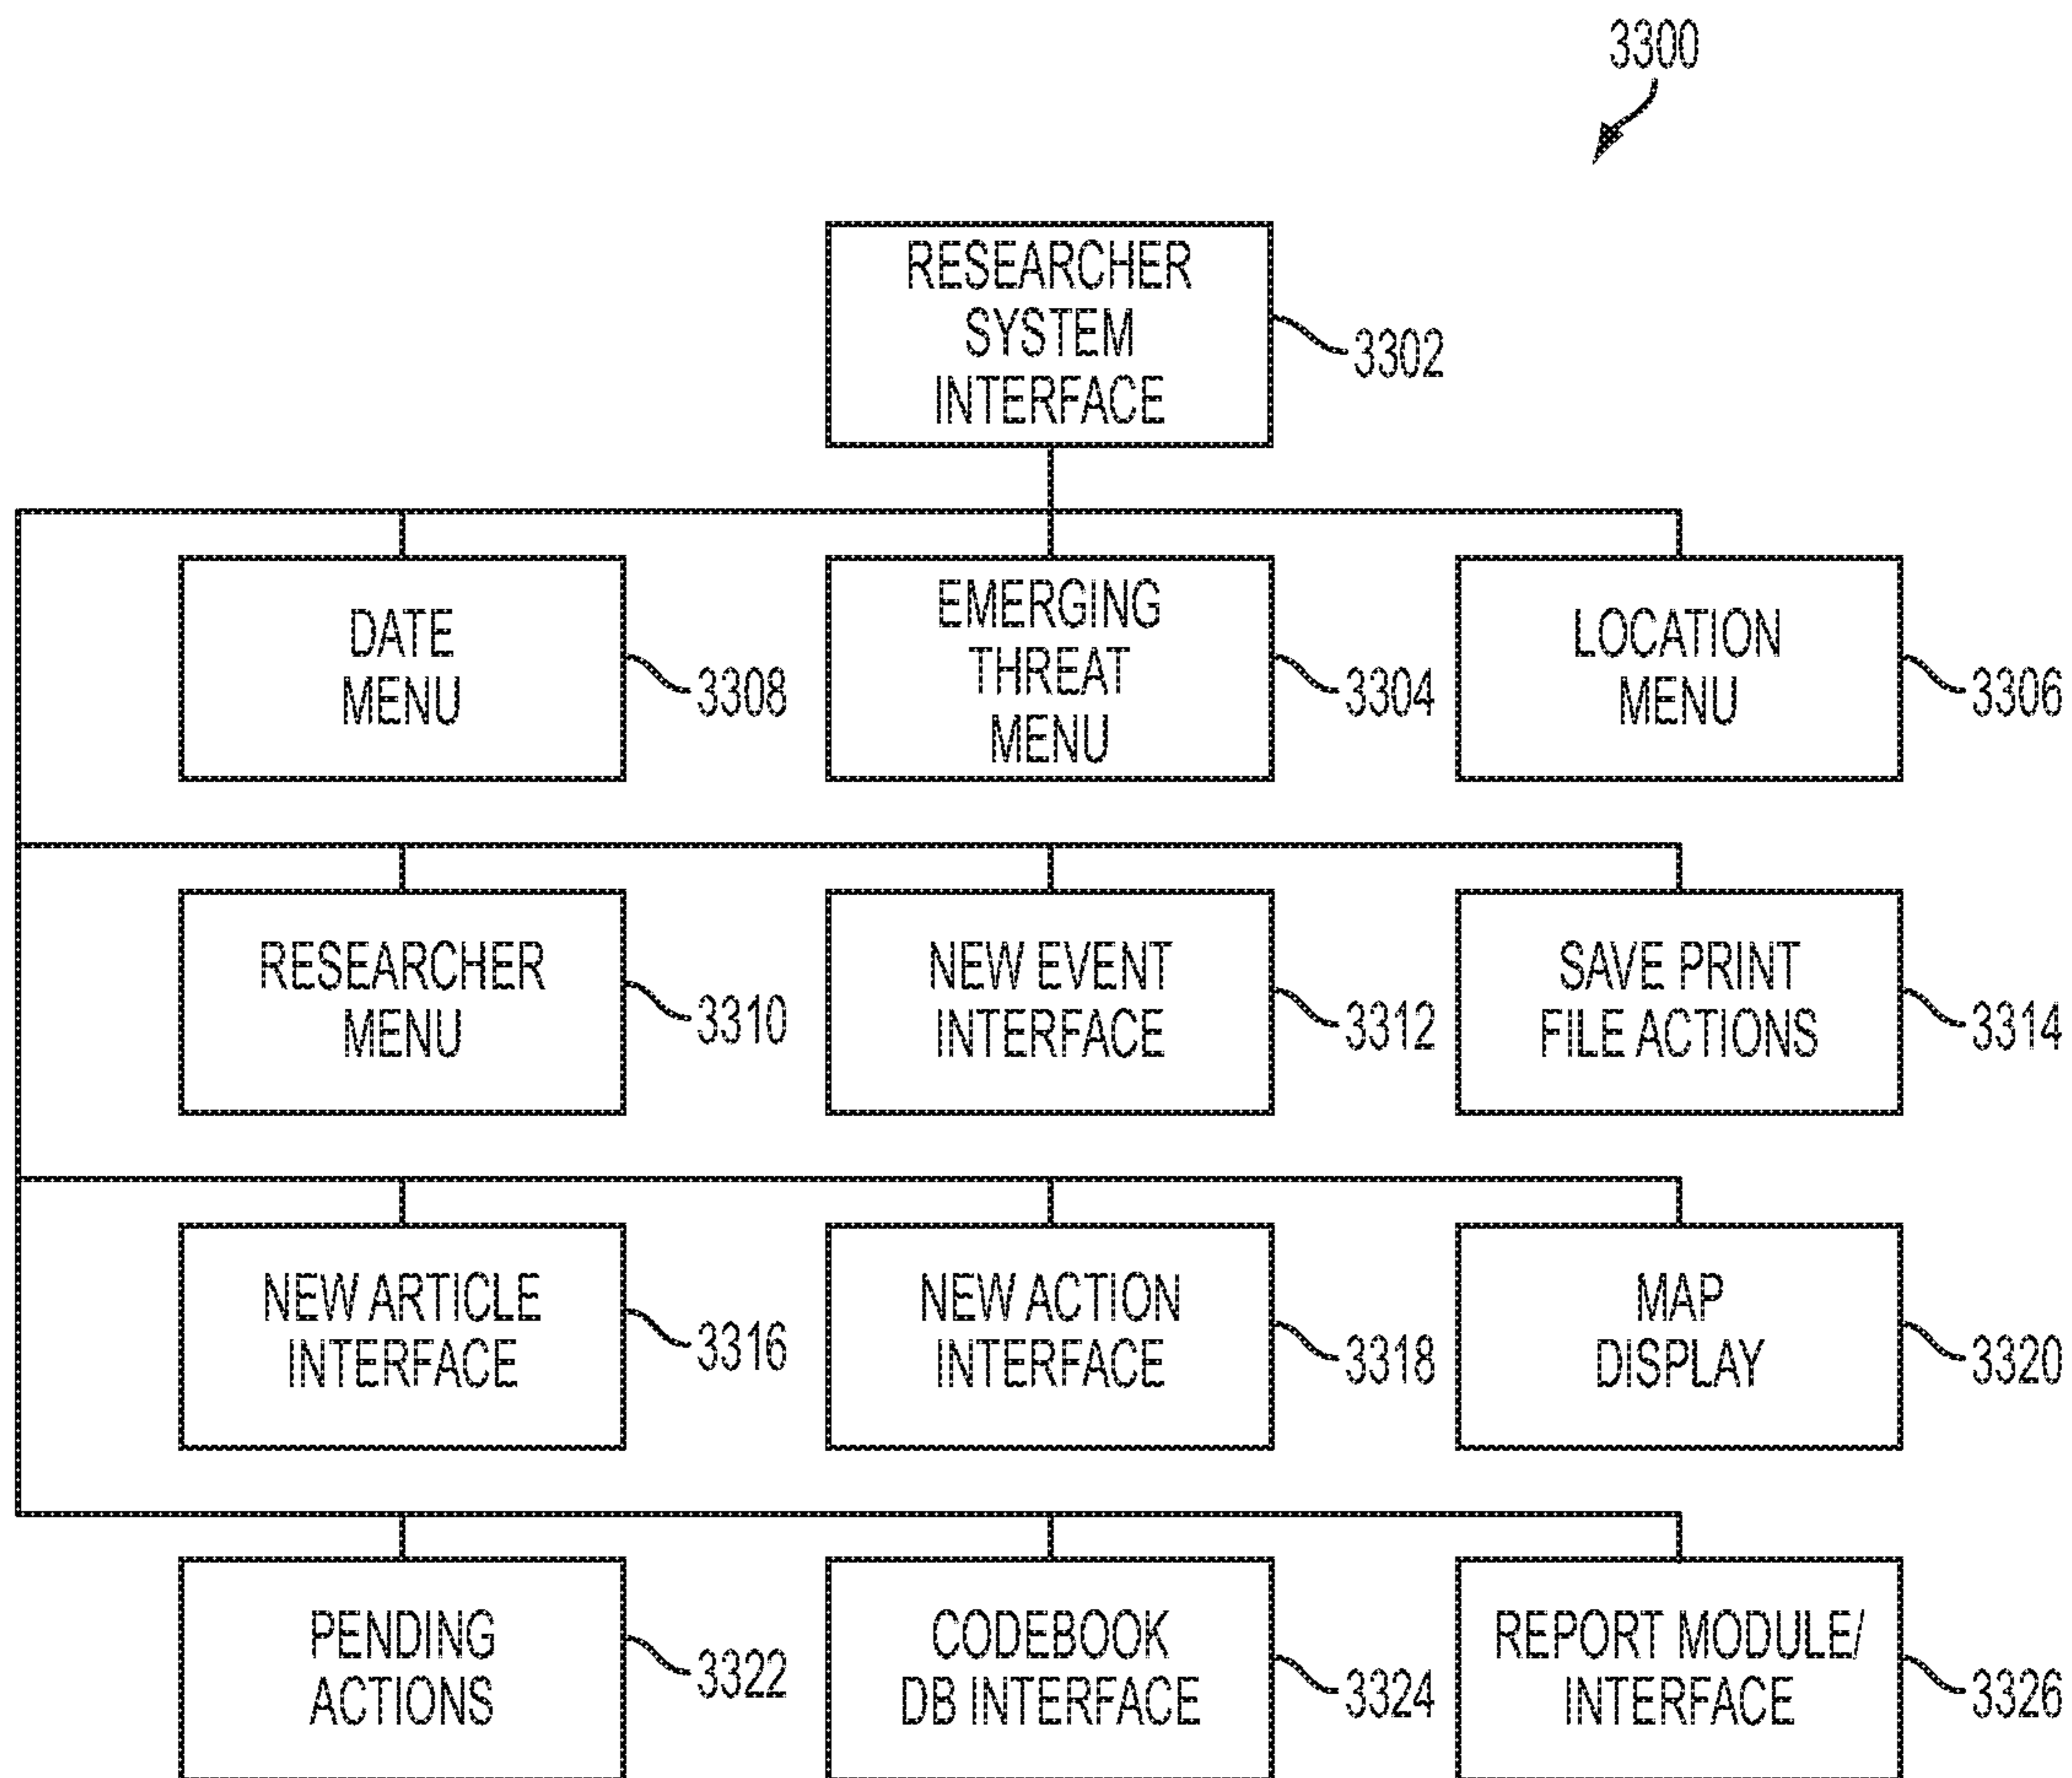 3300
RESEARCHER
SYSTEM
INTERFACE
3302
DATE
MENU
3308
EMERGING
THREAT
MENU
3304
LOCATION
MENU
3306
RESEARCHER
MENU
3310
NEW EVENT
INTERFACE
3312
SAVE PRINT
FILE ACTIONS
3314
NEW ARTICLE
INTERFACE
3316
NEW ACTION
INTERFACE
3318
MAP
DISPLAY
3320
PENDING
ACTIONS
3322
CODEBOOK
DB INTERFACE
3324
REPORT MODULE/
INTERFACE
3326